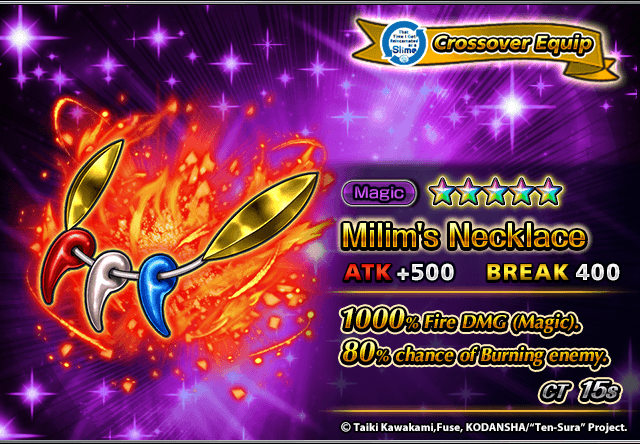 That
Time I Got
Reincarnated
as a
Slime
Crossover Equip
Magic
Milim's Necklace
ATK +500 BREAK 400
1000% Fire DMG (Magic).
80% chance of Burning enemy.
CT 15s
© Taiki Kawakami,Fuse, KODANSHA/“Ten-Sura” Project.